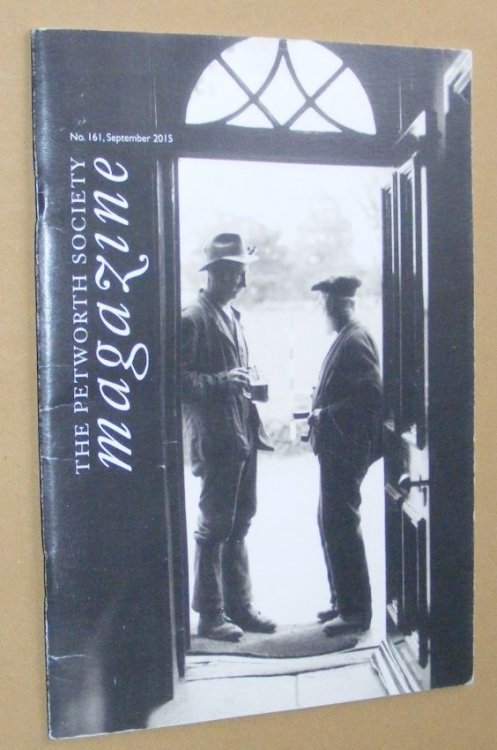 No. 161, September 2015
THE PETWORTH SOCIETY
magazine